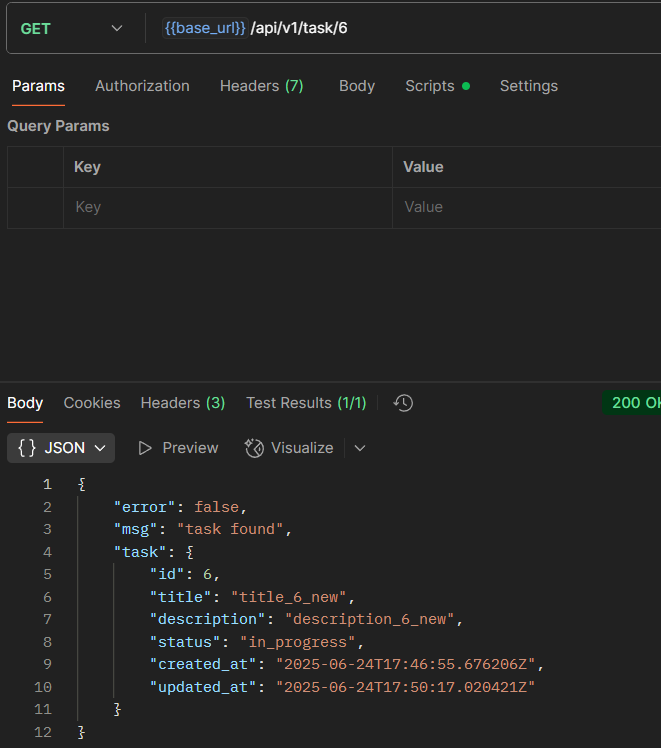 GET {{base_url}} /api/v1/task/6
Params Authorization Headers (7) Body Scripts Settings
Query Params
Key Value
Key Value
Body Cookies Headers (3) Test Results (1/1) 200 OK
{ } JSON Preview Visualize
1 {
2 "error": false,
3 "msg": "task found",
4 "task": {
5 "id": 6,
6 "title": "title_6_new",
7 "description": "description_6_new",
8 "status": "in_progress",
9 "created_at": "2025-06-24T17:46:55.676206Z",
10 "updated_at": "2025-06-24T17:50:17.020421Z"
11 }
12 }